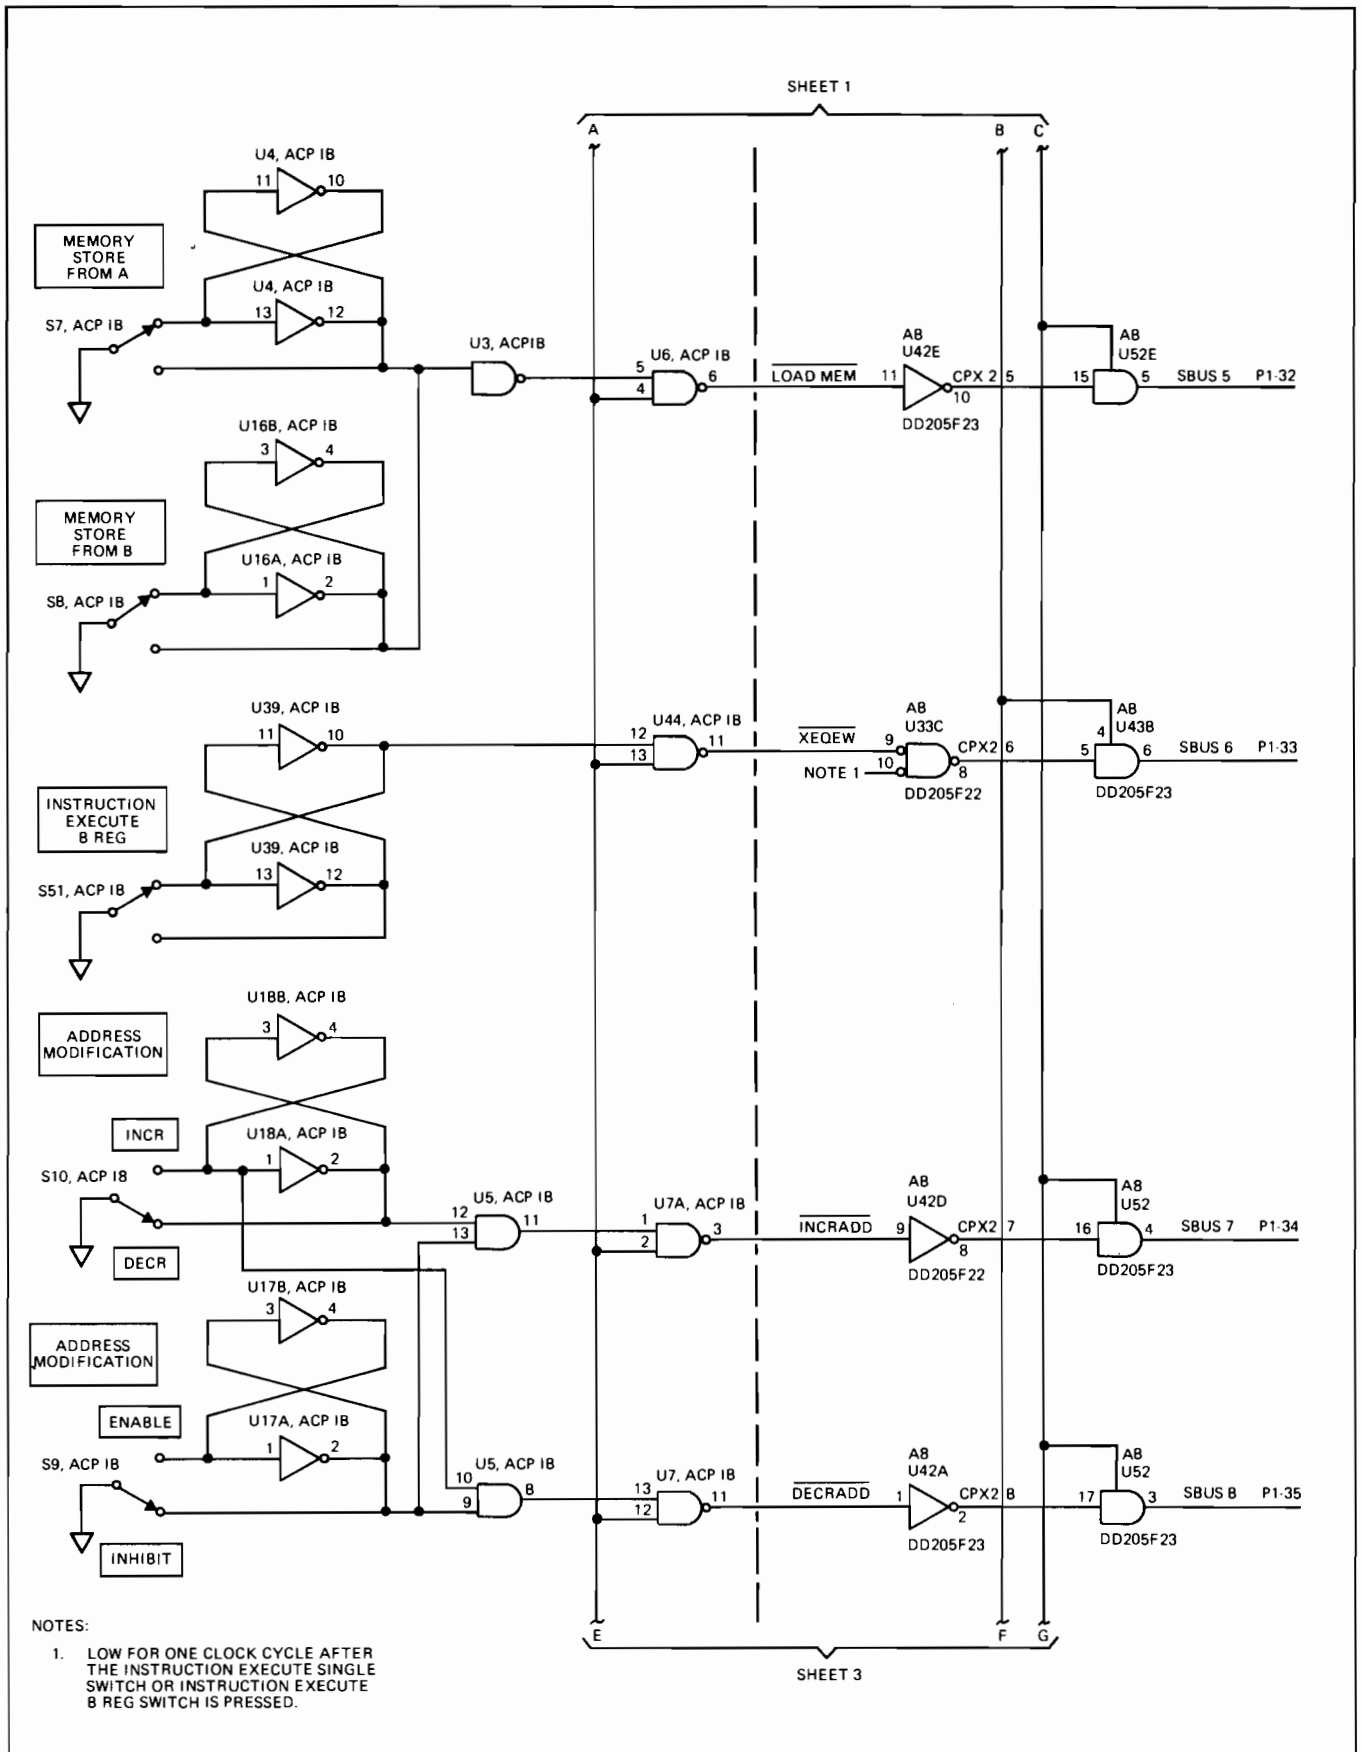 SHEET 1
A
B C
U4, ACP IB
11 10
MEMORY
STORE
FROM A
U4, ACP IB
13 12
S7, ACP IB
U3, ACPIB
U6, ACP IB
5
4
6
LOAD MEM
A8
U42E
11
10
CPX 2 5
DD205F23
A8
U52E
15 5
SBUS 5 P1-32
U16B, ACP IB
3 4
MEMORY
STORE
FROM B
U16A, ACP IB
1 2
S8, ACP IB
U39, ACP IB
11 10
U44, ACP IB
12
13
11
XEQEW
NOTE 1
A8
U33C
9
10
8
CPX2 6
DD205F22
A8
U43B
4
5 6
SBUS 6 P1-33
DD205F23
INSTRUCTION
EXECUTE
B REG
U39, ACP IB
13 12
S51, ACP IB
U18B, ACP IB
3 4
ADDRESS
MODIFICATION
INCR
U18A, ACP IB
1 2
S10, ACP I8
DECR
U5, ACP IB
12
13
11
U7A, ACP IB
1
2
3
INCRADD
A8
U42D
9
8
CPX2 7
DD205F22
A8
U52
16 4
SBUS 7 P1-34
DD205F23
U17B, ACP IB
3 4
ADDRESS
MODIFICATION
ENABLE
U17A, ACP IB
1 2
S9, ACP IB
INHIBIT
U5, ACP IB
10
9
8
U7, ACP IB
13
12
11
DECRADD
A8
U42A
1
2
CPX2 8
DD205F23
A8
U52
17 3
SBUS 8 P1-35
DD205F23
E
F G
SHEET 3
NOTES:
1. LOW FOR ONE CLOCK CYCLE AFTER
THE INSTRUCTION EXECUTE SINGLE
SWITCH OR INSTRUCTION EXECUTE
B REG SWITCH IS PRESSED.